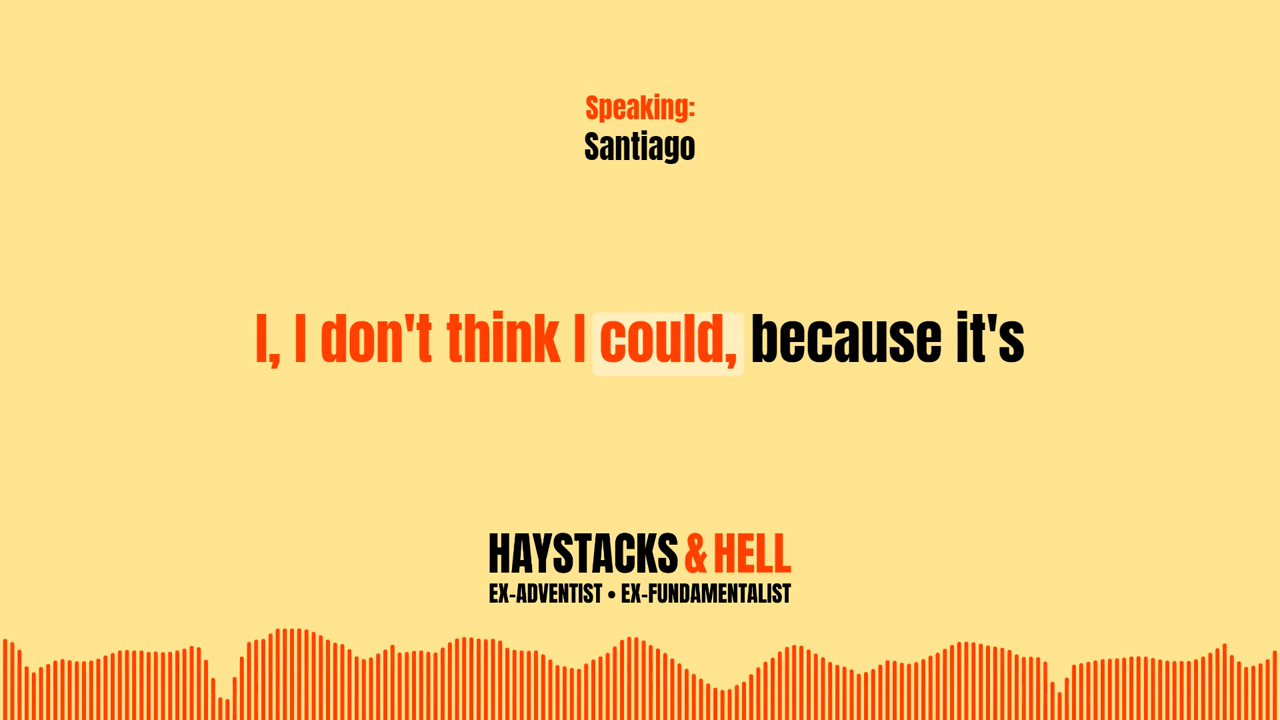 Speaking:
Santiago
I, I don't think I could, because it's
HAYSTACKS & HELL
EX-ADVENTIST • EX-FUNDAMENTALIST